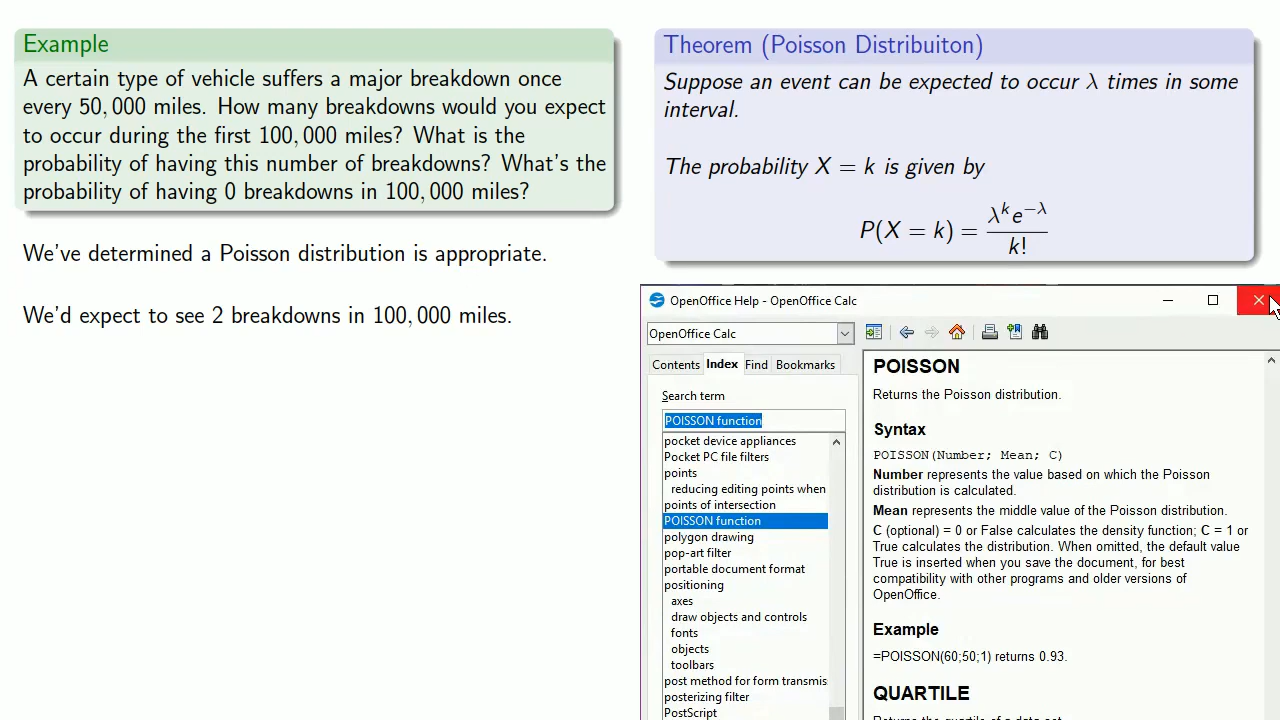 Example
A certain type of vehicle suffers a major breakdown once
every 50,000 miles. How many breakdowns would you expect
to occur during the first 100,000 miles? What is the
probability of having this number of breakdowns? What's the
probability of having 0 breakdowns in 100,000 miles?
We've determined a Poisson distribution is appropriate.
We'd expect to see 2 breakdowns in 100,000 miles.
Theorem (Poisson Distribuiton)
Suppose an event can be expected to occur λ times in some
interval.
The probability X = k is given by
P(X = k) = λ^k e^{−λ} / k!
OpenOffice Help - OpenOffice Calc
OpenOffice Calc
Contents Index Find Bookmarks
Search term
POISSON function
pocket device appliances
Pocket PC file filters
points
reducing editing points when
points of intersection
POISSON function
polygon drawing
pop-art filter
portable document format
positioning
axes
draw objects and controls
fonts
objects
toolbars
post method for form transmis
posterizing filter
PostScript
POISSON
Returns the Poisson distribution.
Syntax
POISSON(Number; Mean; C)
Number represents the value based on which the Poisson
distribution is calculated.
Mean represents the middle value of the Poisson distribution.
C (optional) = 0 or False calculates the density function; C = 1 or
True calculates the distribution. When omitted, the default value
True is inserted when you save the document, for best
compatibility with other programs and older versions of
OpenOffice.
Example
=POISSON(60;50;1) returns 0.93.
QUARTILE
Returns the quartile of a data set